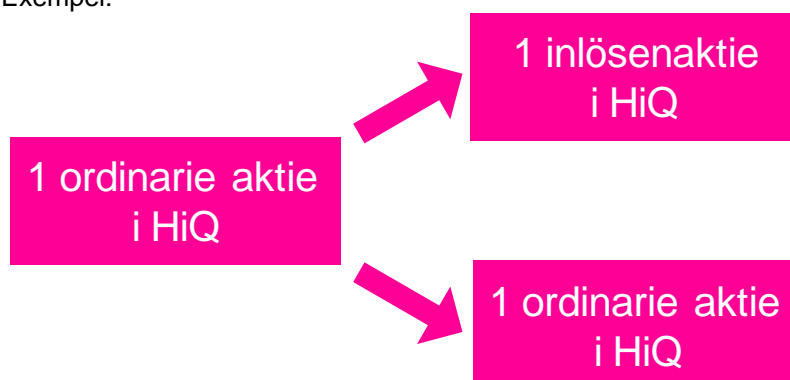 Exempel:
1 inlösenaktie
i HiQ
1 ordinarie aktie
i HiQ
1 ordinarie aktie
i HiQ